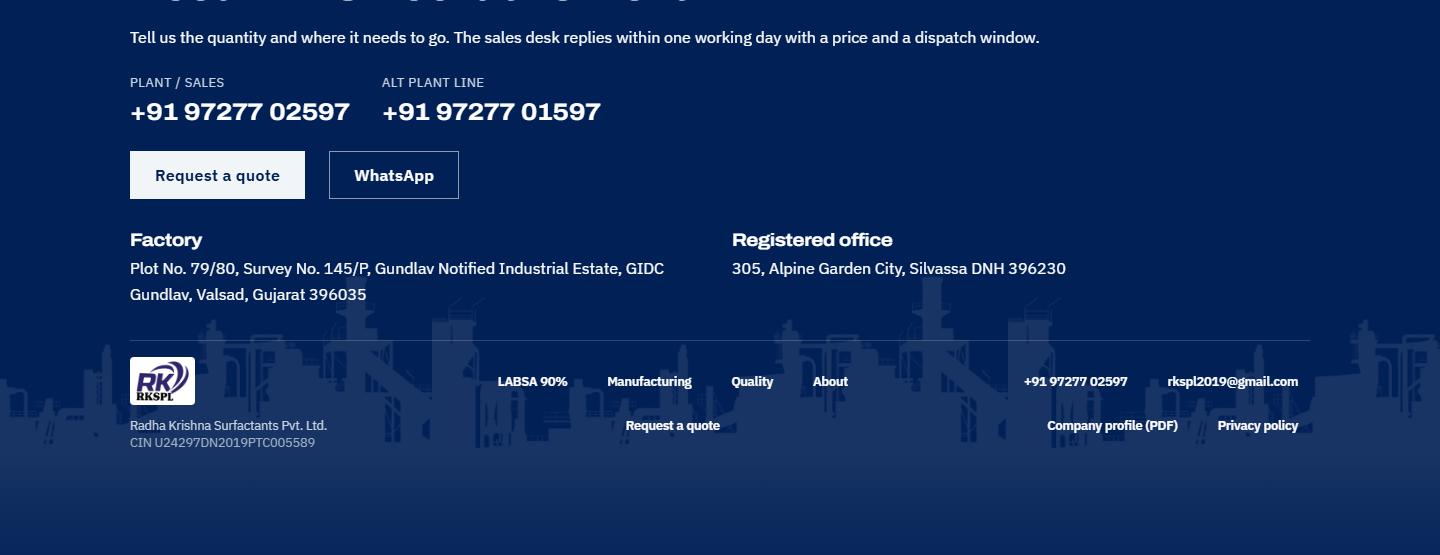 Tell us the quantity and where it needs to go. The sales desk replies within one working day with a price and a dispatch window.
PLANT / SALES
ALT PLANT LINE
+91 97277 02597
+91 97277 01597
Request a quote
WhatsApp
Factory
Plot No. 79/80, Survey No. 145/P, Gundlav Notified Industrial Estate, GIDC
Gundlav, Valsad, Gujarat 396035
Registered office
305, Alpine Garden City, Silvassa DNH 396230
RK
RKSPL
Radha Krishna Surfactants Pvt. Ltd.
CIN U24297DN2019PTC005589
LABSA 90%
Manufacturing
Quality
About
Request a quote
+91 97277 02597
rkspl2019@gmail.com
Company profile (PDF)
Privacy policy